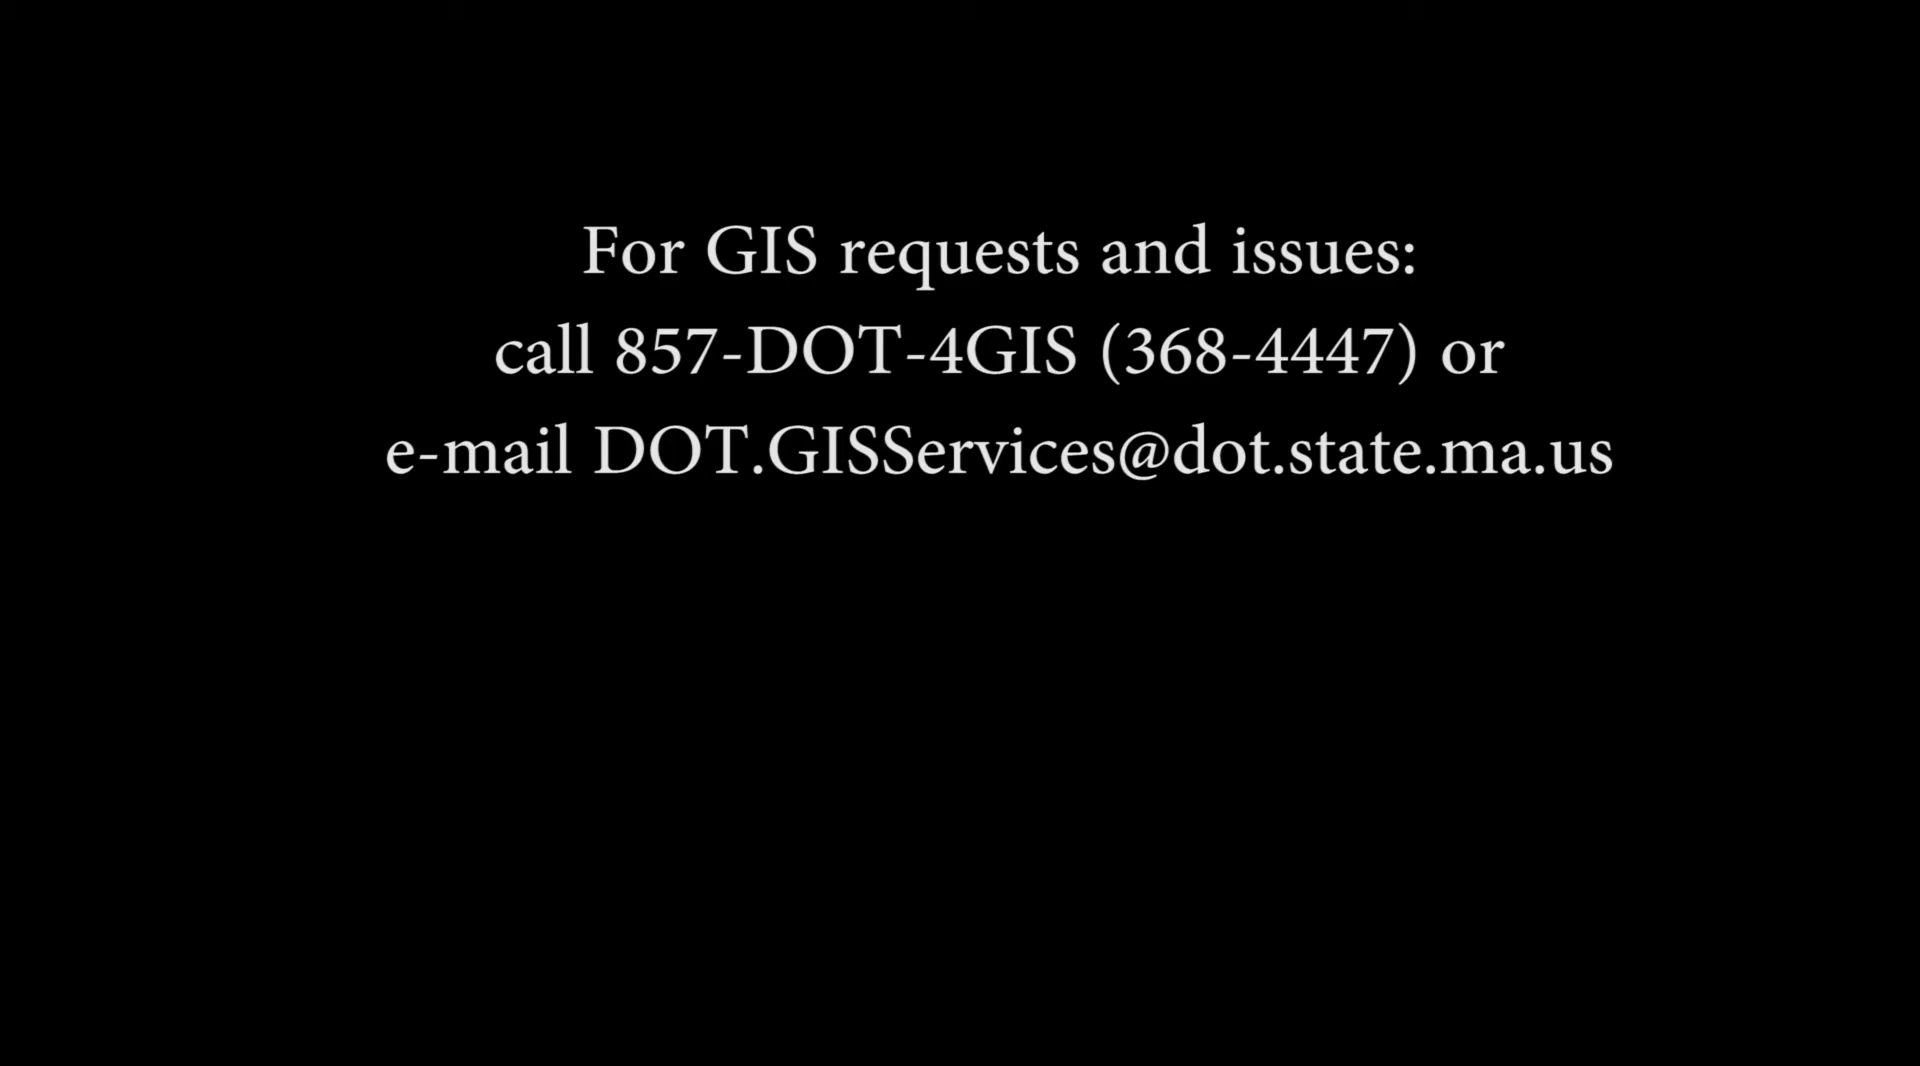 For GIS requests and issues:
call 857-DOT-4GIS (368-4447) or
e-mail DOT.GISServices@dot.state.ma.us